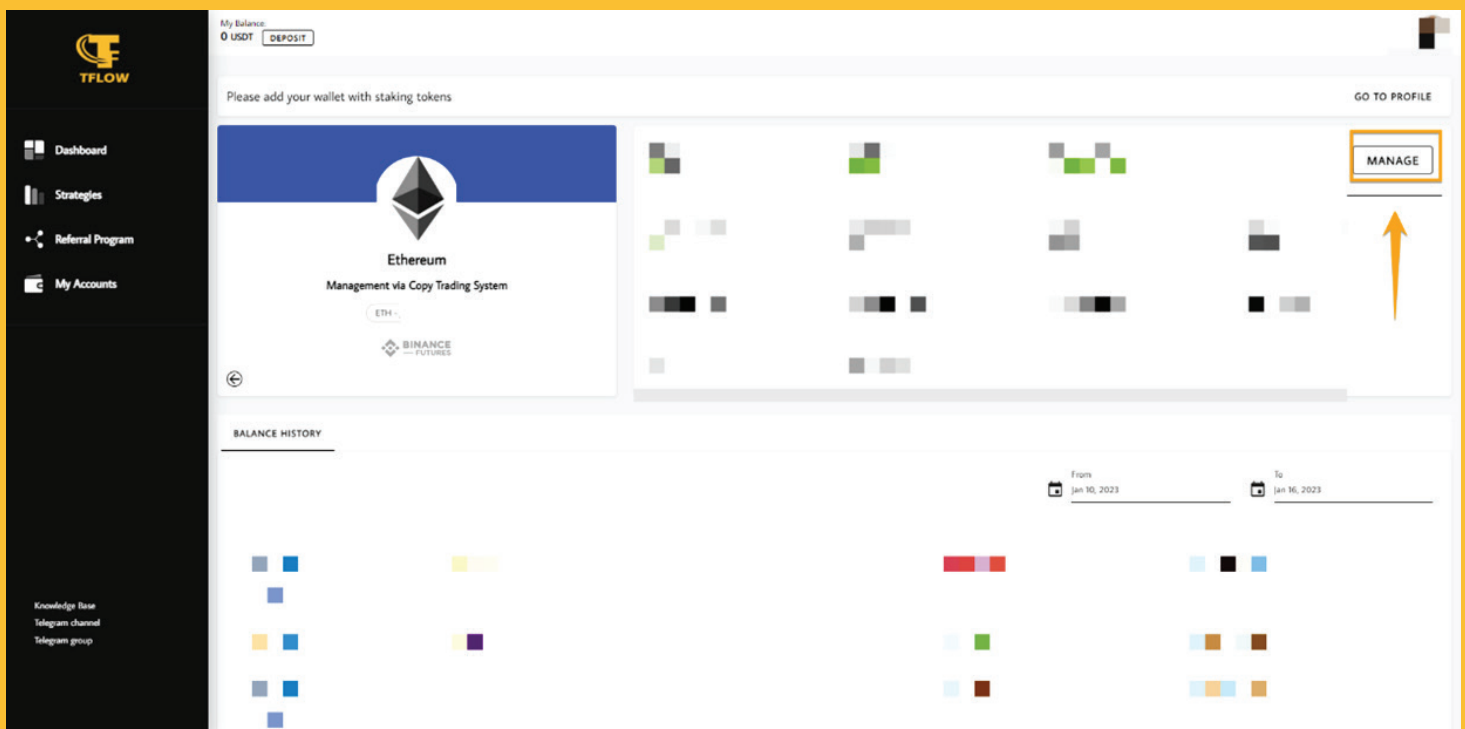 TFLOW
Dashboard
Strategies
Referral Program
My Accounts
Knowledge Base
Telegram channel
Telegram group
My Balance:
0 USDT DEPOSIT
Please add your wallet with staking tokens
GO TO PROFILE
Ethereum
Management via Copy Trading System
ETH -
BINANCE
FUTURES
MANAGE
BALANCE HISTORY
From
Jan 10, 2023
To
Jan 16, 2023